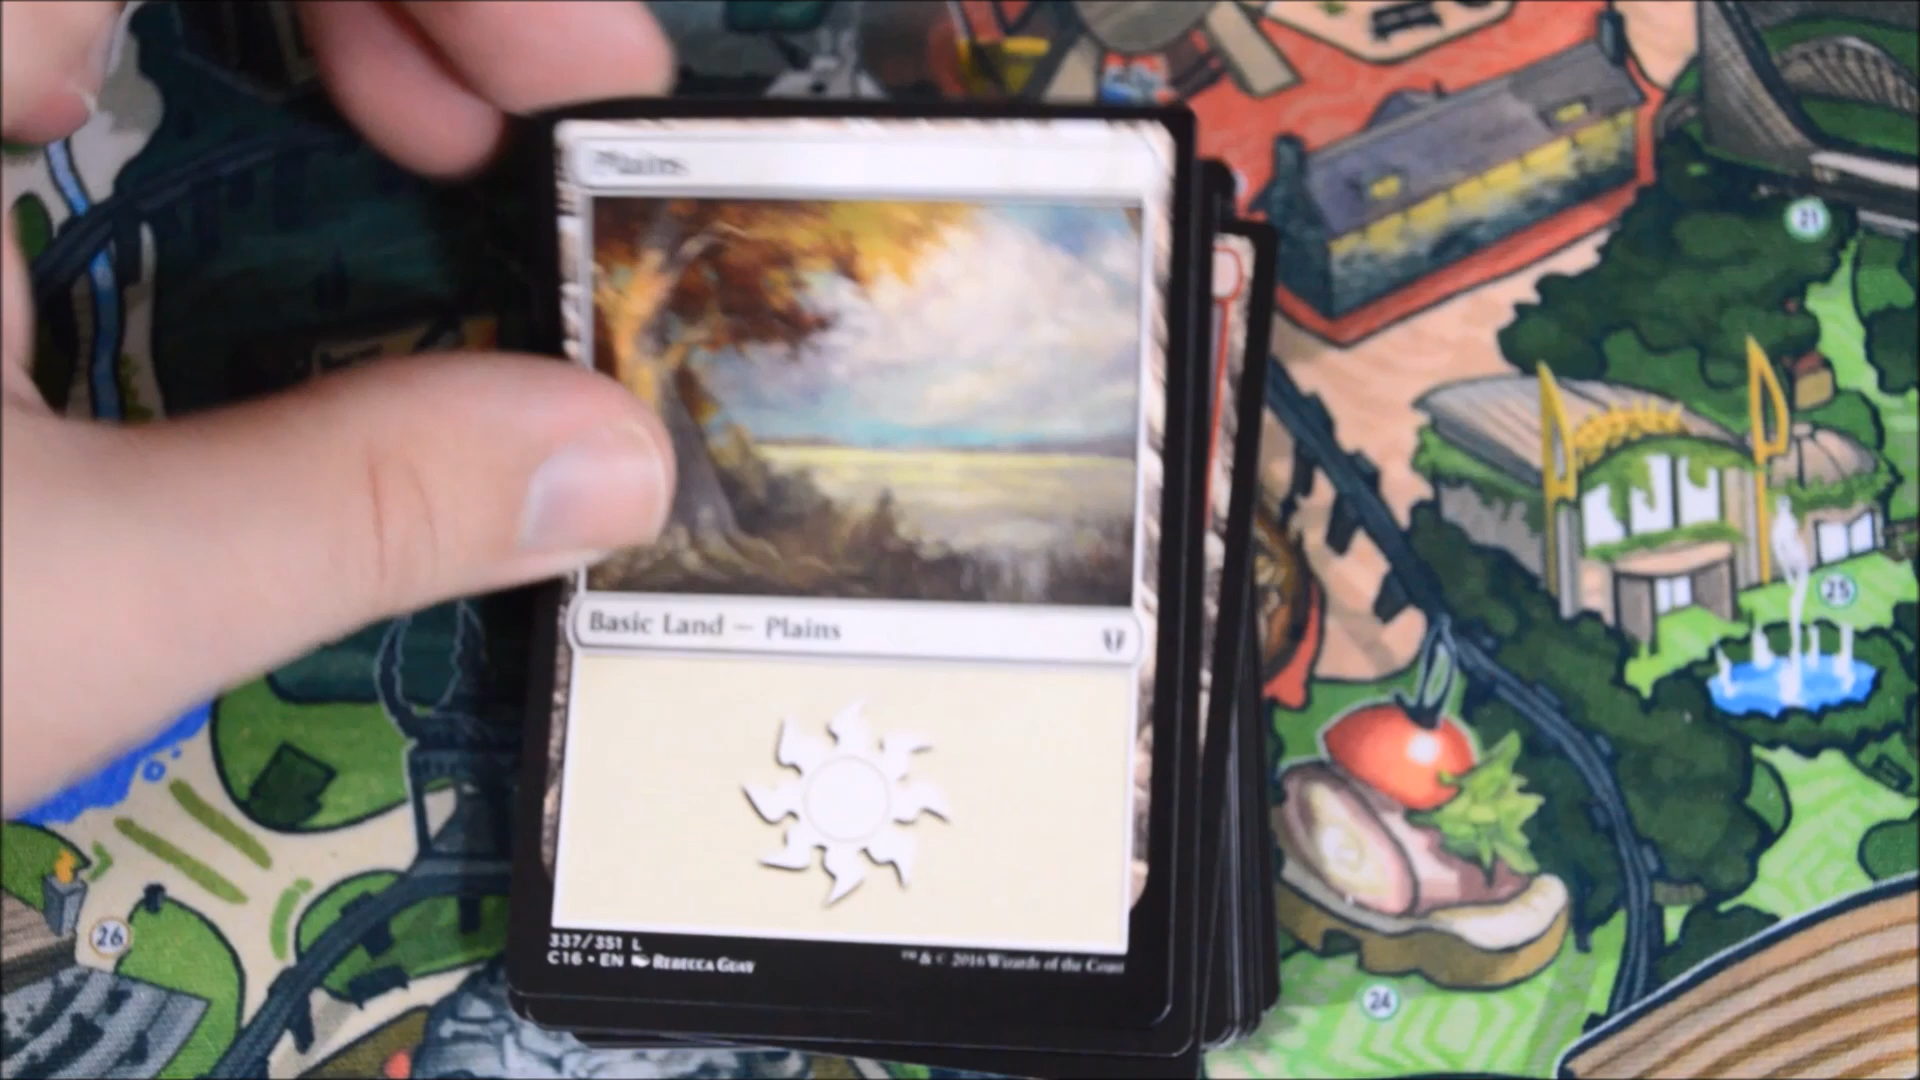 Plains
21
Basic Land — Plains
25
337/351 L
C16 • EN Rebecca Guay
™ & © 2016 Wizards of the Coast
26
24